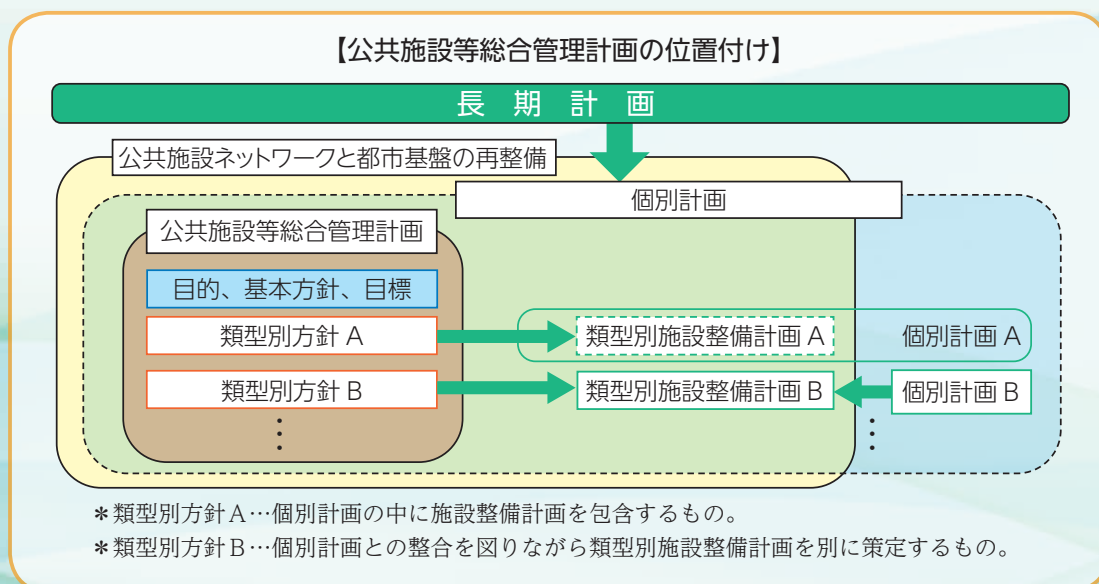 【公共施設等総合管理計画の位置付け】
長期計画
公共施設ネットワークと都市基盤の再整備
個別計画
公共施設等総合管理計画
目的、基本方針、目標
類型別方針 A
類型別施設整備計画 A
個別計画 A
類型別方針 B
類型別施設整備計画 B
個別計画 B
⋮
⋮
＊類型別方針A…個別計画の中に施設整備計画を包含するもの。
＊類型別方針B…個別計画との整合を図りながら類型別施設整備計画を別に策定するもの。